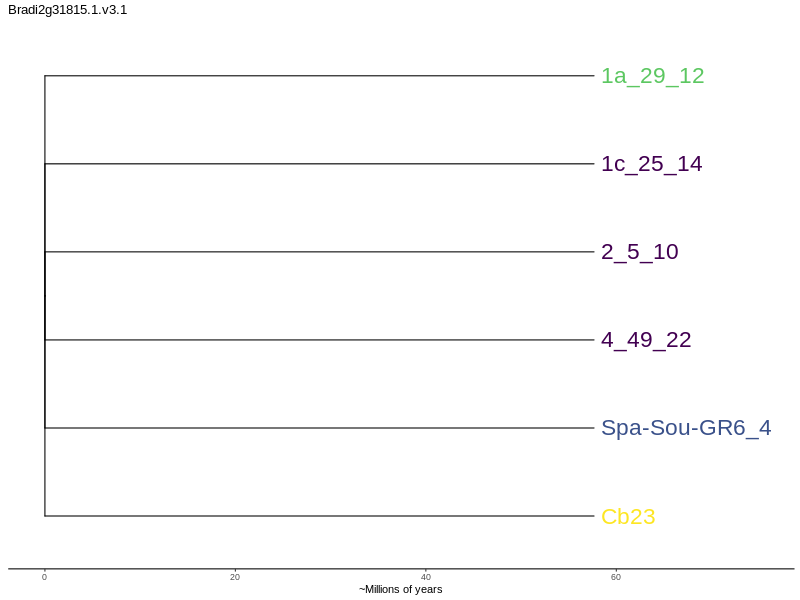 Bradi2g31815.1.v3.1
1a_29_12
1c_25_14
2_5_10
4_49_22
Spa-Sou-GR6_4
Cb23
0 20 40 60
~Millions of years